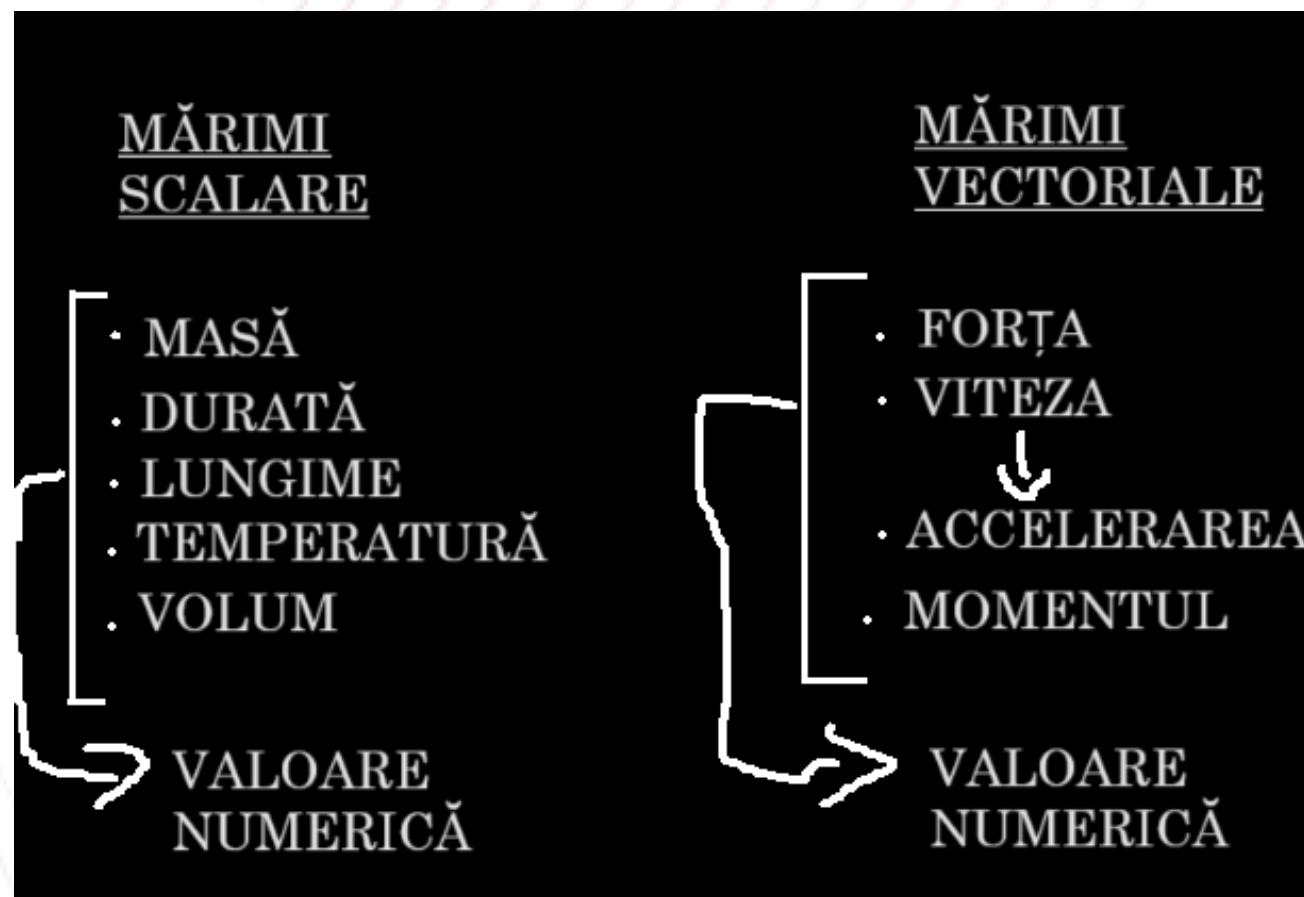 MĂRIMI
SCALARE
· MASĂ
· DURATĂ
· LUNGIME
· TEMPERATURĂ
· VOLUM
VALOARE
NUMERICĂ
MĂRIMI
VECTORIALE
· FORȚA
· VITEZA
· ACCELERAREA
· MOMENTUL
VALOARE
NUMERICĂ